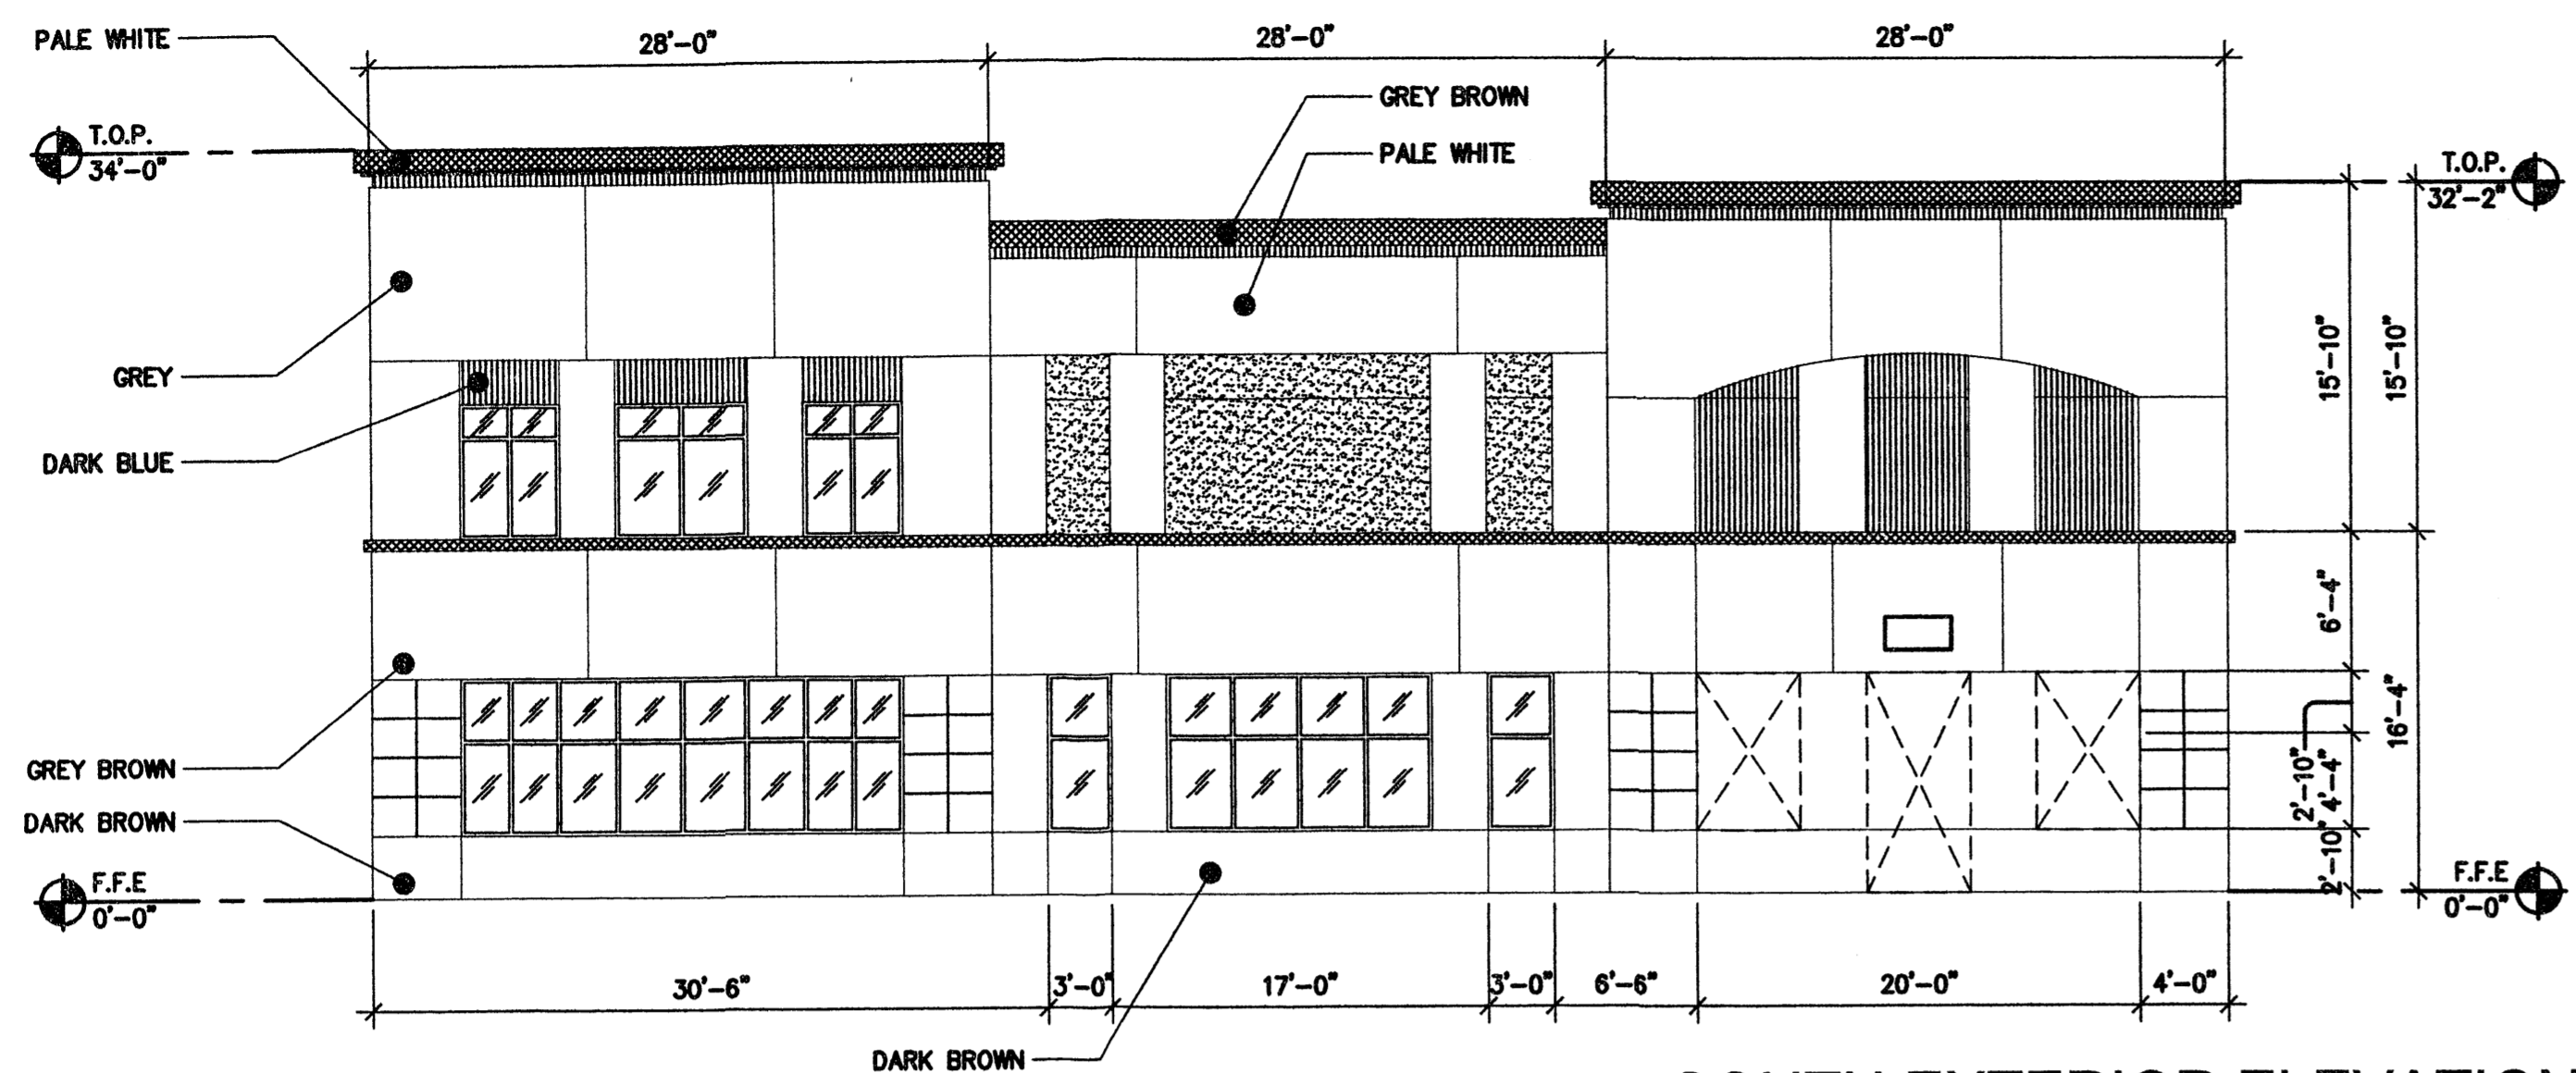 PALE WHITE
28'-0"
28'-0"
28'-0"
GREY BROWN
PALE WHITE
T.O.P.
34'-0"
T.O.P.
32'-2"
GREY
DARK BLUE
15'-10"
15'-10"
6'-4"
16'-4"
2'-10"
4'-4"
2'-10"
GREY BROWN
DARK BROWN
F.F.E
0'-0"
F.F.E
0'-0"
30'-6"
3'-0"
17'-0"
3'-0"
6'-6"
20'-0"
4'-0"
DARK BROWN
SOUTH EXTERIOR ELEVATION